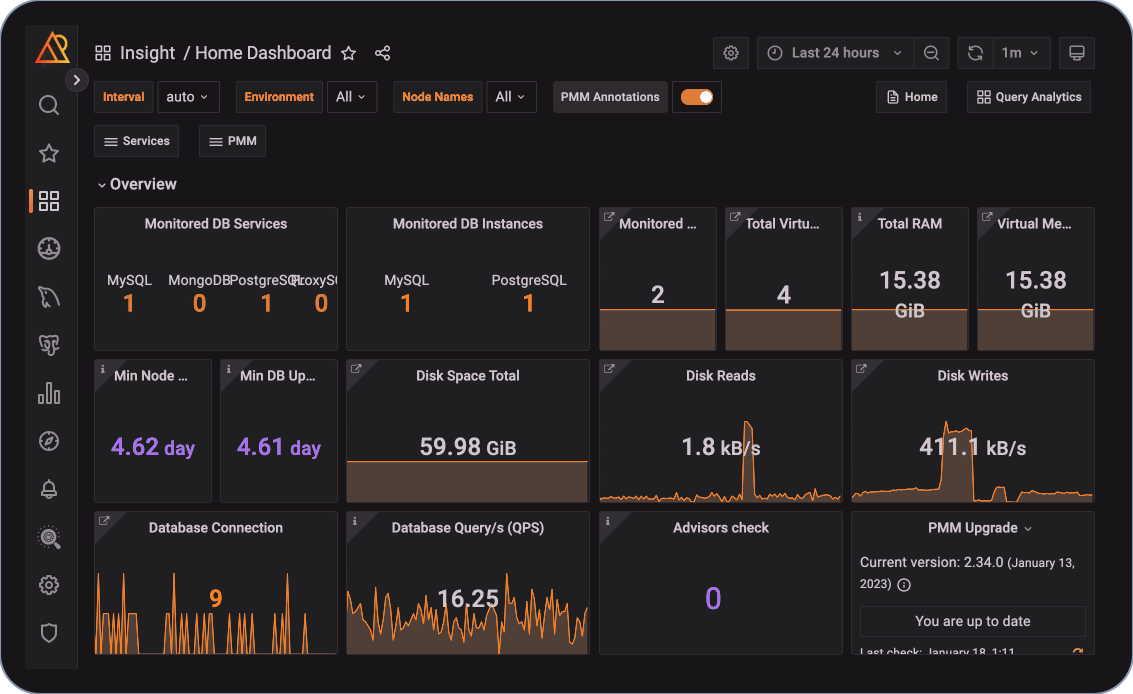 Insight / Home Dashboard
Last 24 hours
1m
Interval
auto
Environment
All
Node Names
All
PMM Annotations
Home
Query Analytics
Services
PMM
Overview
Monitored DB Services
MySQL MongoDB PostgreSQL ProxyS
1 0 1 0
Monitored DB Instances
MySQL PostgreSQL
1 1
Monitored ...
2
Total Virtu...
4
Total RAM
15.38
GiB
Virtual Me...
15.38
GiB
Min Node ...
4.62 day
Min DB Up...
4.61 day
Disk Space Total
59.98 GiB
Disk Reads
1.8 kB/s
Disk Writes
411.1 kB/s
Database Connection
9
Database Query/s (QPS)
16.25
Advisors check
0
PMM Upgrade
Current version: 2.34.0 (January 13,
2023)
You are up to date
Last check: January 18, 1:11